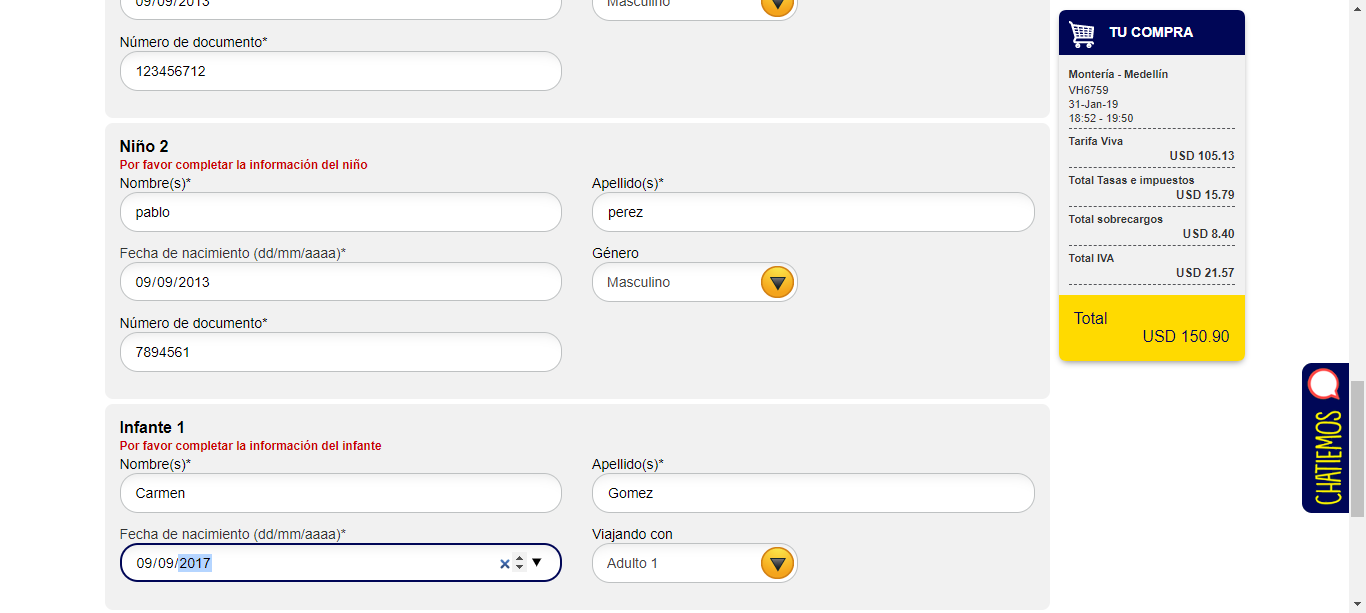 09/09/2013
Masculino
Número de documento*
123456712
Niño 2
Por favor completar la información del niño
Nombre(s)*
Apellido(s)*
pablo
perez
Fecha de nacimiento (dd/mm/aaaa)*
Género
09/09/2013
Masculino
Número de documento*
7894561
Infante 1
Por favor completar la información del infante
Nombre(s)*
Apellido(s)*
Carmen
Gomez
Fecha de nacimiento (dd/mm/aaaa)*
Viajando con
09/09/2017
Adulto 1
TU COMPRA
Montería - Medellín
VH6759
31-Jan-19
18:52 - 19:50
Tarifa Viva
USD 105.13
Total Tasas e impuestos
USD 15.79
Total sobrecargos
USD 8.40
Total IVA
USD 21.57
Total
USD 150.90
CHATIEMOS